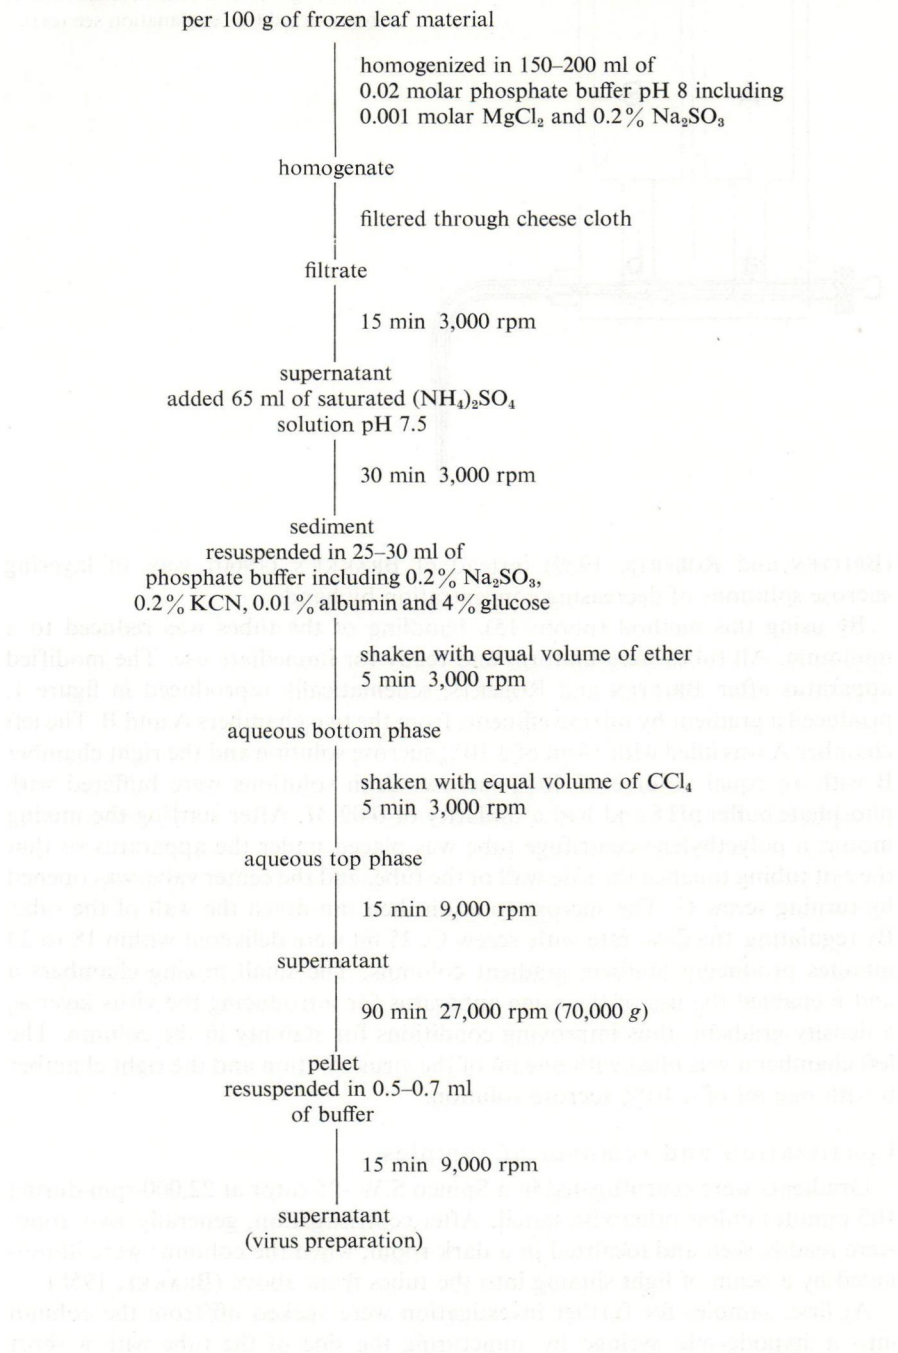 per 100 g of frozen leaf material
homogenized in 150–200 ml of
0.02 molar phosphate buffer pH 8 including
0.001 molar MgCl₂ and 0.2% Na₂SO₃
homogenate
filtered through cheese cloth
filtrate
15 min 3,000 rpm
supernatant
added 65 ml of saturated (NH₄)₂SO₄
solution pH 7.5
30 min 3,000 rpm
sediment
resuspended in 25–30 ml of
phosphate buffer including 0.2% Na₂SO₃,
0.2% KCN, 0.01% albumin and 4% glucose
shaken with equal volume of ether
5 min 3,000 rpm
aqueous bottom phase
shaken with equal volume of CCl₄
5 min 3,000 rpm
aqueous top phase
15 min 9,000 rpm
supernatant
90 min 27,000 rpm (70,000 g)
pellet
resuspended in 0.5–0.7 ml
of buffer
15 min 9,000 rpm
supernatant
(virus preparation)